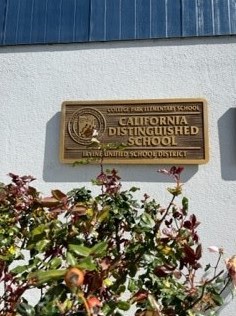 COLLEGE PARK ELEMENTARY SCHOOL
CALIFORNIA
DISTINGUISHED
SCHOOL
IRVINE UNIFIED SCHOOL DISTRICT